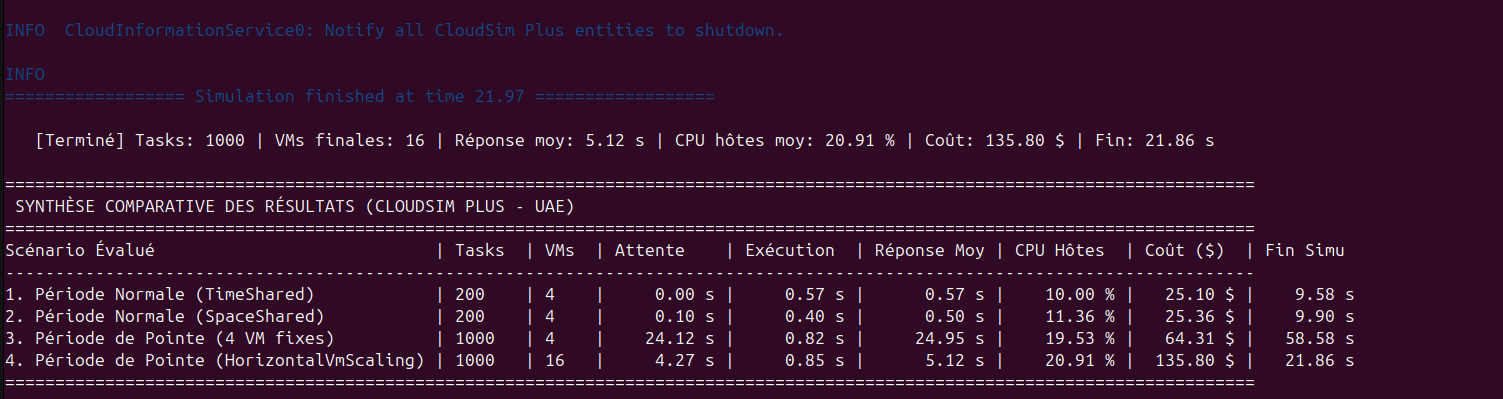 INFO  CloudInformationService0: Notify all CloudSim Plus entities to shutdown.
INFO
================== Simulation finished at time 21.97 ==================
[Terminé] Tasks: 1000 | VMs finales: 16 | Réponse moy: 5.12 s | CPU hôtes moy: 20.91 % | Coût: 135.80 $ | Fin: 21.86 s
=============================================================================================================================
SYNTHÈSE COMPARATIVE DES RÉSULTATS (CLOUDSIM PLUS - UAE)
=============================================================================================================================
Scénario Évalué                            | Tasks  | VMs  | Attente    | Exécution  | Réponse Moy | CPU Hôtes  | Coût ($)  | Fin Simu
-----------------------------------------------------------------------------------------------------------------------------
1. Période Normale (TimeShared)            | 200    | 4    |     0.00 s |     0.57 s |      0.57 s |    10.00 % |   25.10 $ |   9.58 s
2. Période Normale (SpaceShared)           | 200    | 4    |     0.10 s |     0.40 s |      0.50 s |    11.36 % |   25.36 $ |   9.90 s
3. Période de Pointe (4 VM fixes)          | 1000   | 4    |    24.12 s |     0.82 s |     24.95 s |    19.53 % |   64.31 $ |  58.58 s
4. Période de Pointe (HorizontalVmScaling) | 1000   | 16   |     4.27 s |     0.85 s |      5.12 s |    20.91 % |  135.80 $ |  21.86 s
=============================================================================================================================